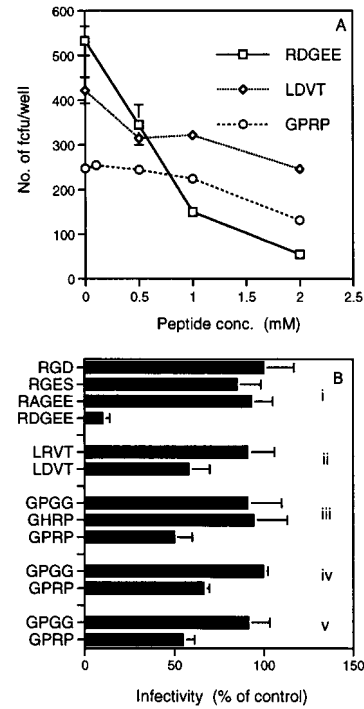 A
600
500
400
300
200
100
0
No. of fcfu/well
RDGEE
LDVT
GPRP
0 0.5 1 1.5 2 2.5
Peptide conc. (mM)
B
RGD
RGES
RAGEE
RDGEE
i
LRVT
LDVT
ii
GPGG
GHRP
GPRP
iii
GPGG
GPRP
iv
GPGG
GPRP
v
0 50 100 150
Infectivity (% of control)